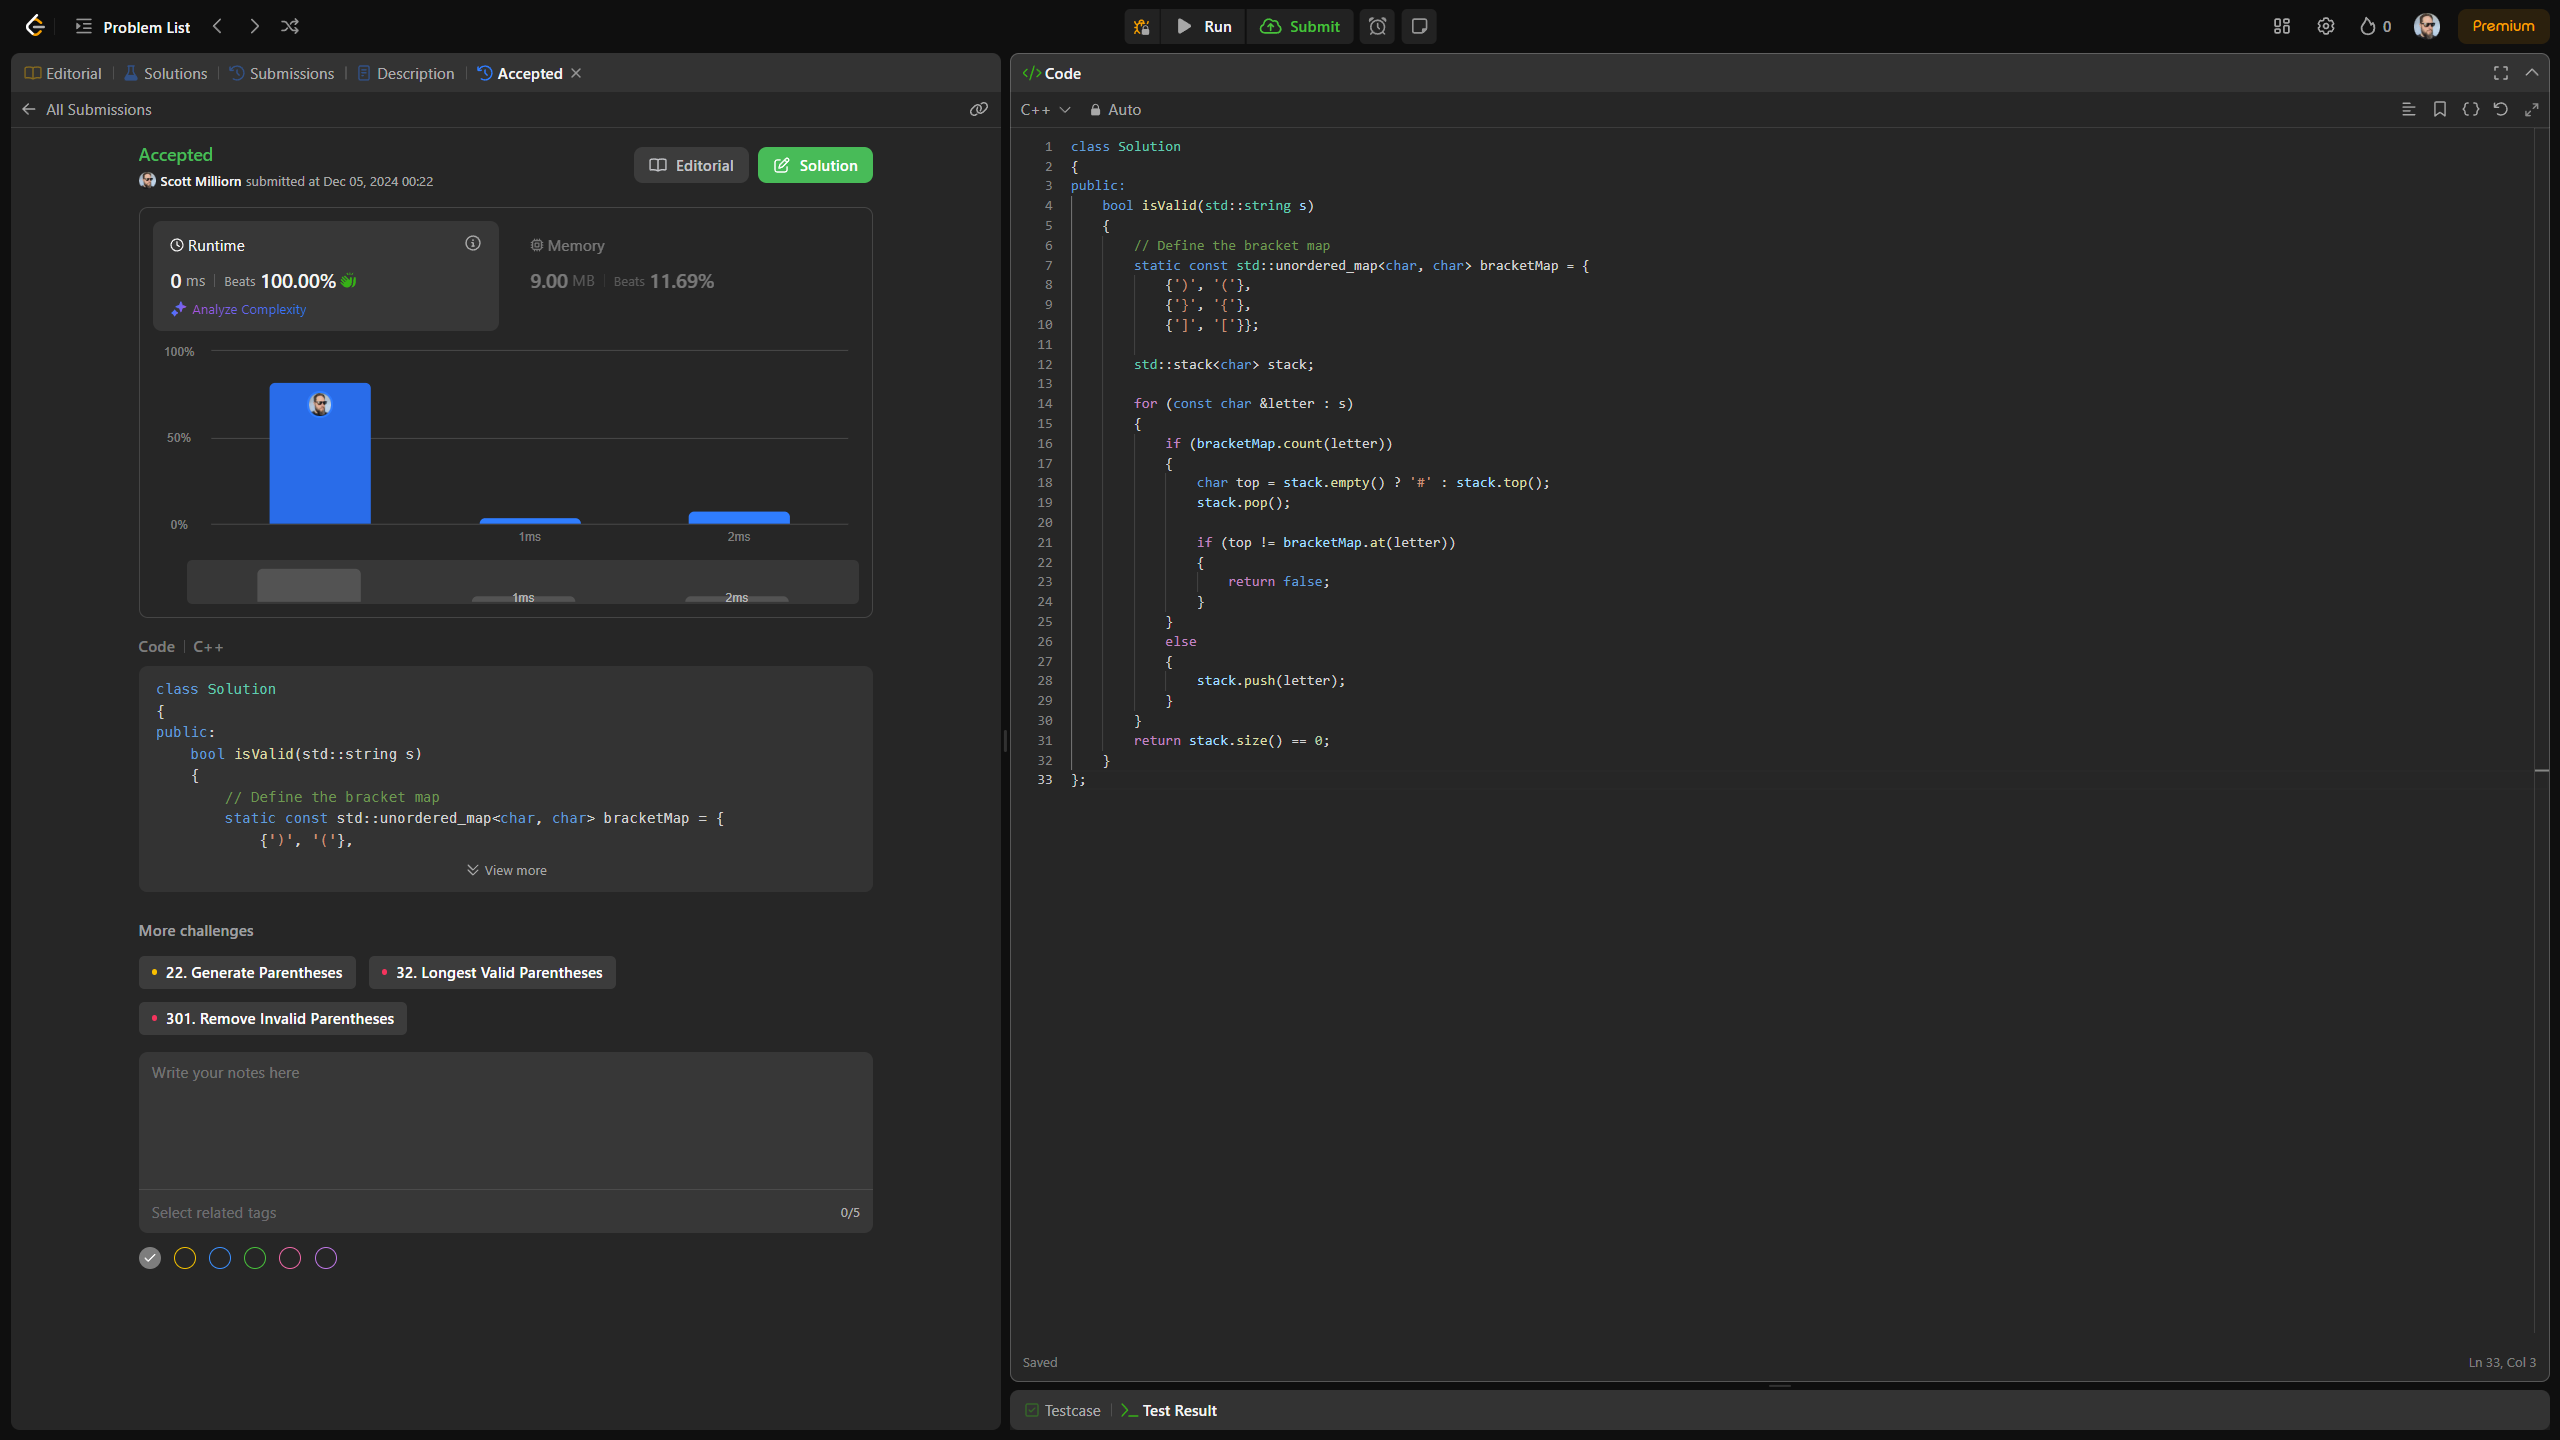 Problem List
Run
Submit
0
Premium
Editorial
Solutions
Submissions
Description
Accepted
All Submissions
Accepted
Scott Milliorn submitted at Dec 05, 2024 00:22
Editorial
Solution
Runtime
0 ms
Beats 100.00%
Analyze Complexity
Memory
9.00 MB
Beats 11.69%
100%
50%
0%
1ms
2ms
1ms
2ms
Code
C++
class Solution
{
public:
    bool isValid(std::string s)
    {
        // Define the bracket map
        static const std::unordered_map<char, char> bracketMap = {
            {')', '('},
View more
More challenges
22. Generate Parentheses
32. Longest Valid Parentheses
301. Remove Invalid Parentheses
Write your notes here
Select related tags
0/5
</>Code
C++
Auto
1 class Solution
2 {
3 public:
4     bool isValid(std::string s)
5     {
6         // Define the bracket map
7         static const std::unordered_map<char, char> bracketMap = {
8             {')', '('},
9             {'}', '{'},
10             {']', '['}};
11
12         std::stack<char> stack;
13
14         for (const char &letter : s)
15         {
16             if (bracketMap.count(letter))
17             {
18                 char top = stack.empty() ? '#' : stack.top();
19                 stack.pop();
20
21                 if (top != bracketMap.at(letter))
22                 {
23                     return false;
24                 }
25             }
26             else
27             {
28                 stack.push(letter);
29             }
30         }
31         return stack.size() == 0;
32     }
33 };
Saved
Ln 33, Col 3
Testcase
Test Result